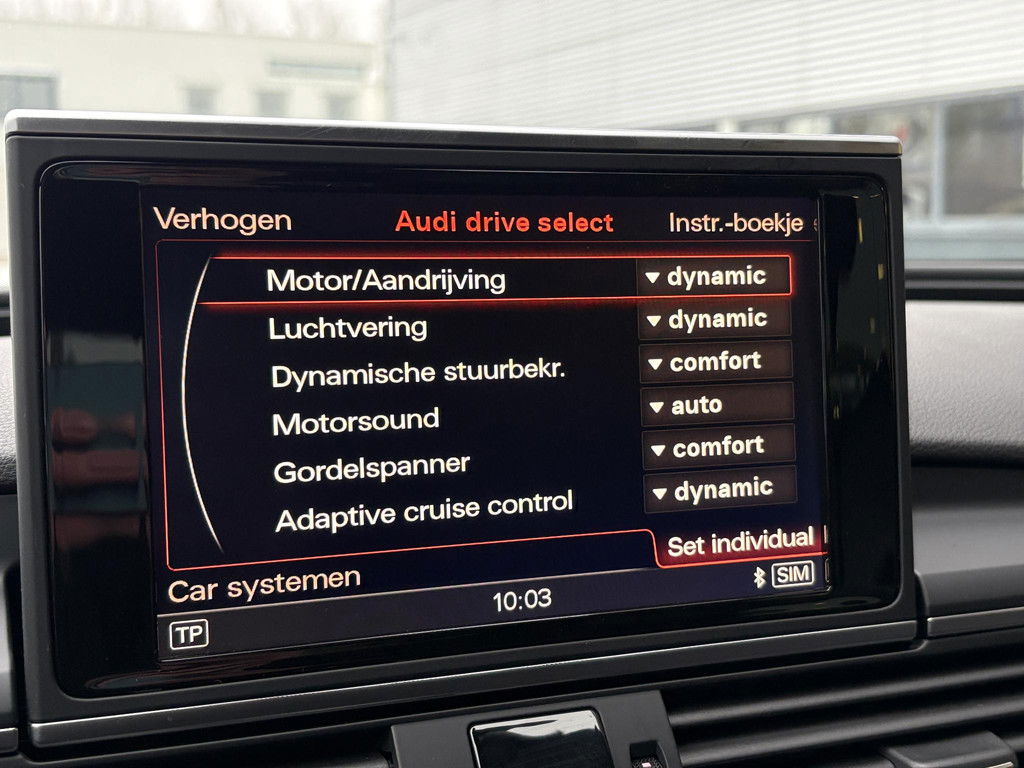 Verhogen Audi drive select Instr.-boekje
Motor/Aandrijving dynamic
Luchtvering dynamic
Dynamische stuurbekr. comfort
Motorsound auto
Gordelspanner comfort
Adaptive cruise control dynamic
Set individual
Car systemen
10:03 SIM
TP